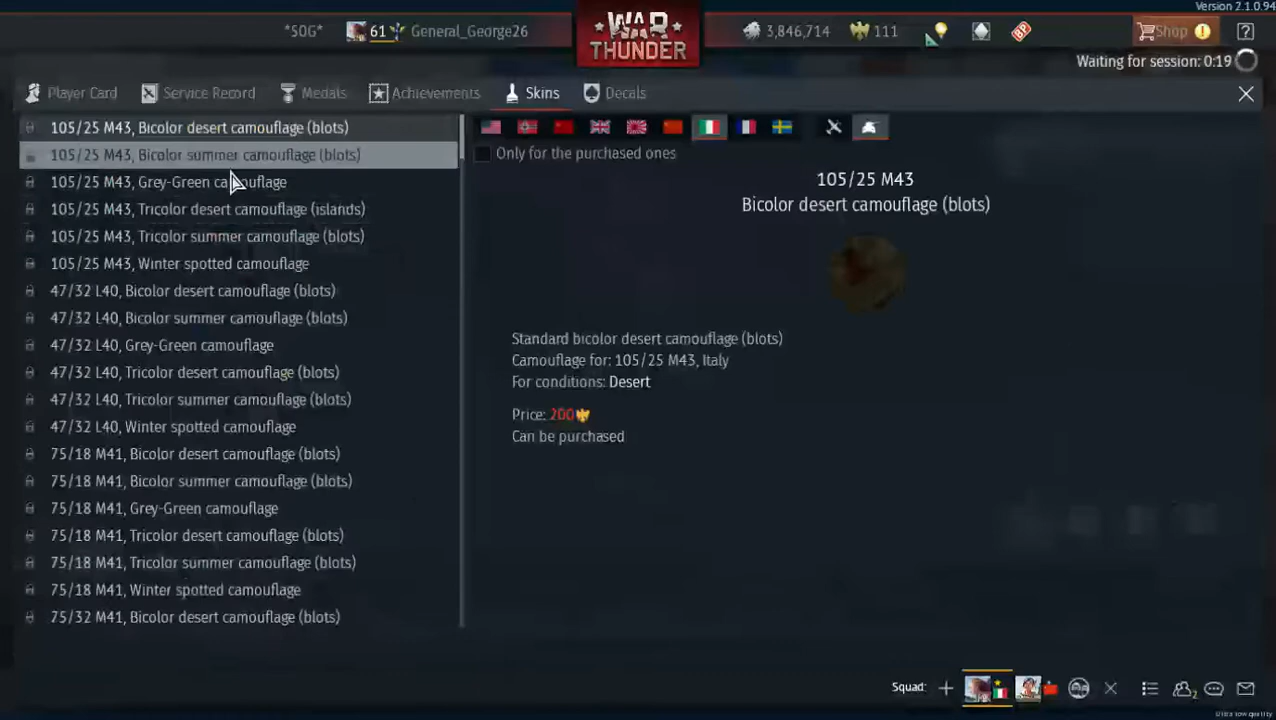 Version 2.1.0.94
*SOG* 61 General_George26
WAR THUNDER
3,846,714 111
BP
Shop !
?
Waiting for session: 0:19
Player Card Service Record Medals Achievements Skins Decals
105/25 M43, Bicolor desert camouflage (blots)
105/25 M43, Bicolor summer camouflage (blots)
105/25 M43, Grey-Green camouflage
105/25 M43, Tricolor desert camouflage (islands)
105/25 M43, Tricolor summer camouflage (blots)
105/25 M43, Winter spotted camouflage
47/32 L40, Bicolor desert camouflage (blots)
47/32 L40, Bicolor summer camouflage (blots)
47/32 L40, Grey-Green camouflage
47/32 L40, Tricolor desert camouflage (blots)
47/32 L40, Tricolor summer camouflage (blots)
47/32 L40, Winter spotted camouflage
75/18 M41, Bicolor desert camouflage (blots)
75/18 M41, Bicolor summer camouflage (blots)
75/18 M41, Grey-Green camouflage
75/18 M41, Tricolor desert camouflage (blots)
75/18 M41, Tricolor summer camouflage (blots)
75/18 M41, Winter spotted camouflage
75/32 M41, Bicolor desert camouflage (blots)
Only for the purchased ones
105/25 M43
Bicolor desert camouflage (blots)
Standard bicolor desert camouflage (blots)
Camouflage for: 105/25 M43, Italy
For conditions: Desert
Price: 200
Can be purchased
Squad:
2
Ultra low quality